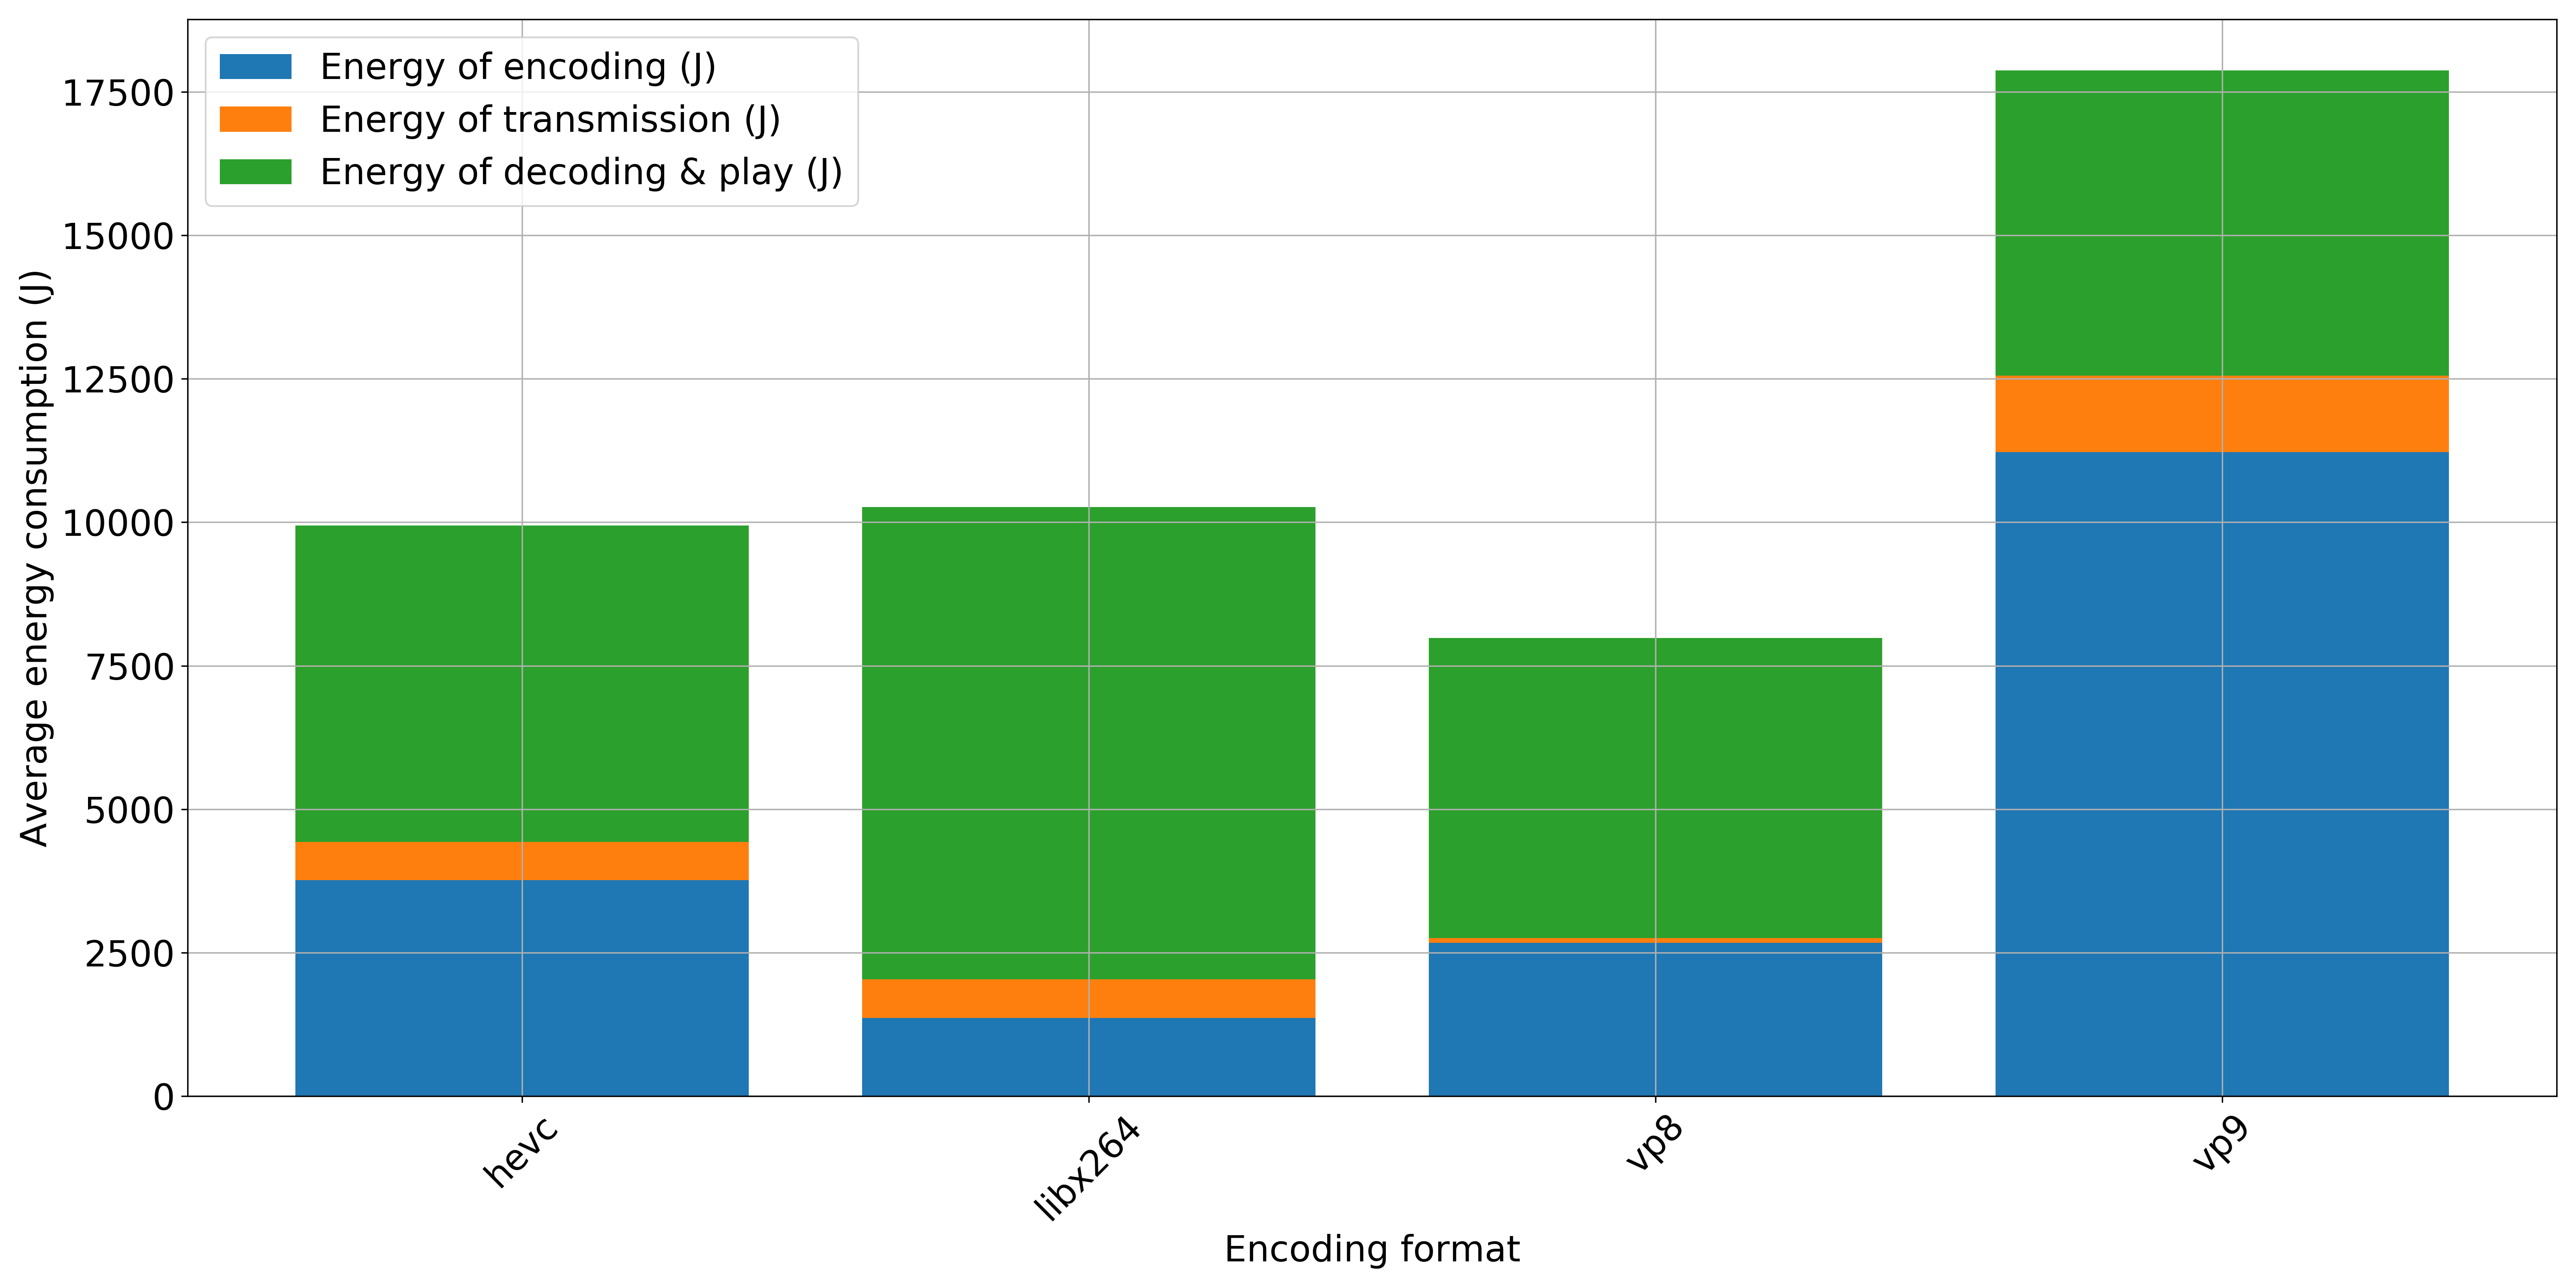 Energy of encoding (J)
Energy of transmission (J)
Energy of decoding & play (J)
Average energy consumption (J)
17500
15000
12500
10000
7500
5000
2500
0
hevc
libx264
vp8
vp9
Encoding format